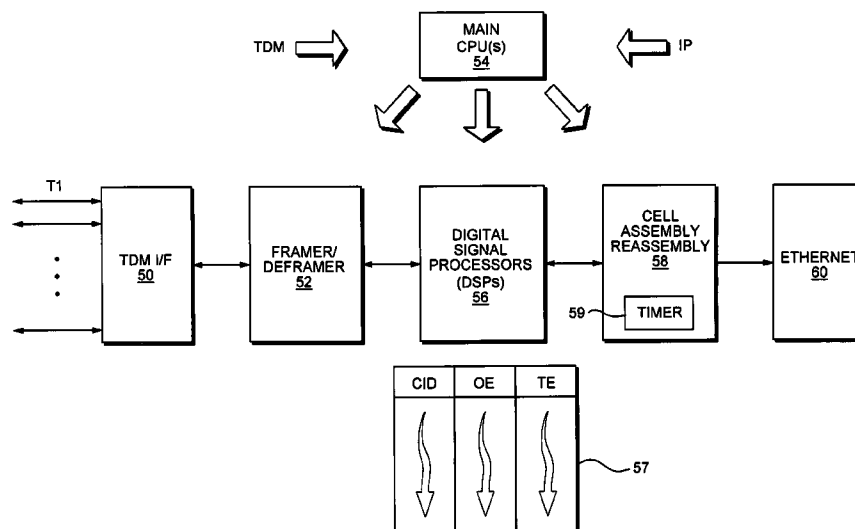 TDM
MAIN
CPU(s)
54
IP
T1
TDM I/F
50
FRAMER/
DEFRAMER
52
DIGITAL
SIGNAL
PROCESSORS
(DSPs)
56
CELL
ASSEMBLY
REASSEMBLY
58
59
TIMER
ETHERNET
60
CID OE TE
57